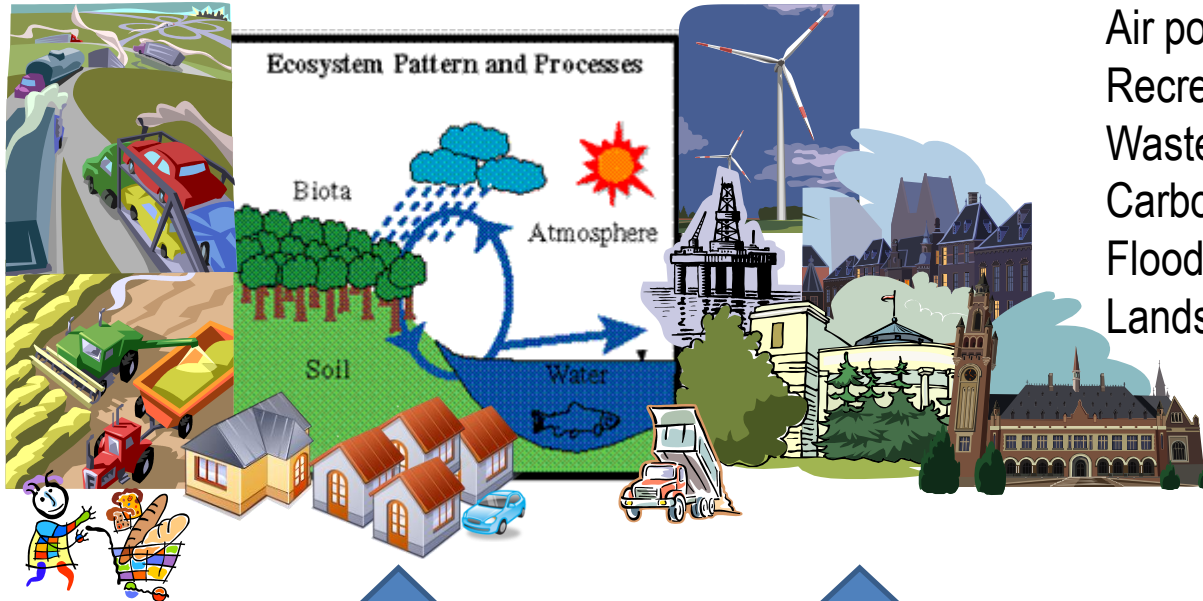 Ecosystem Pattern and Processes
Biota
Atmosphere
Soil
Water
Air po
Recre
Waste
Carbo
Flood
Lands